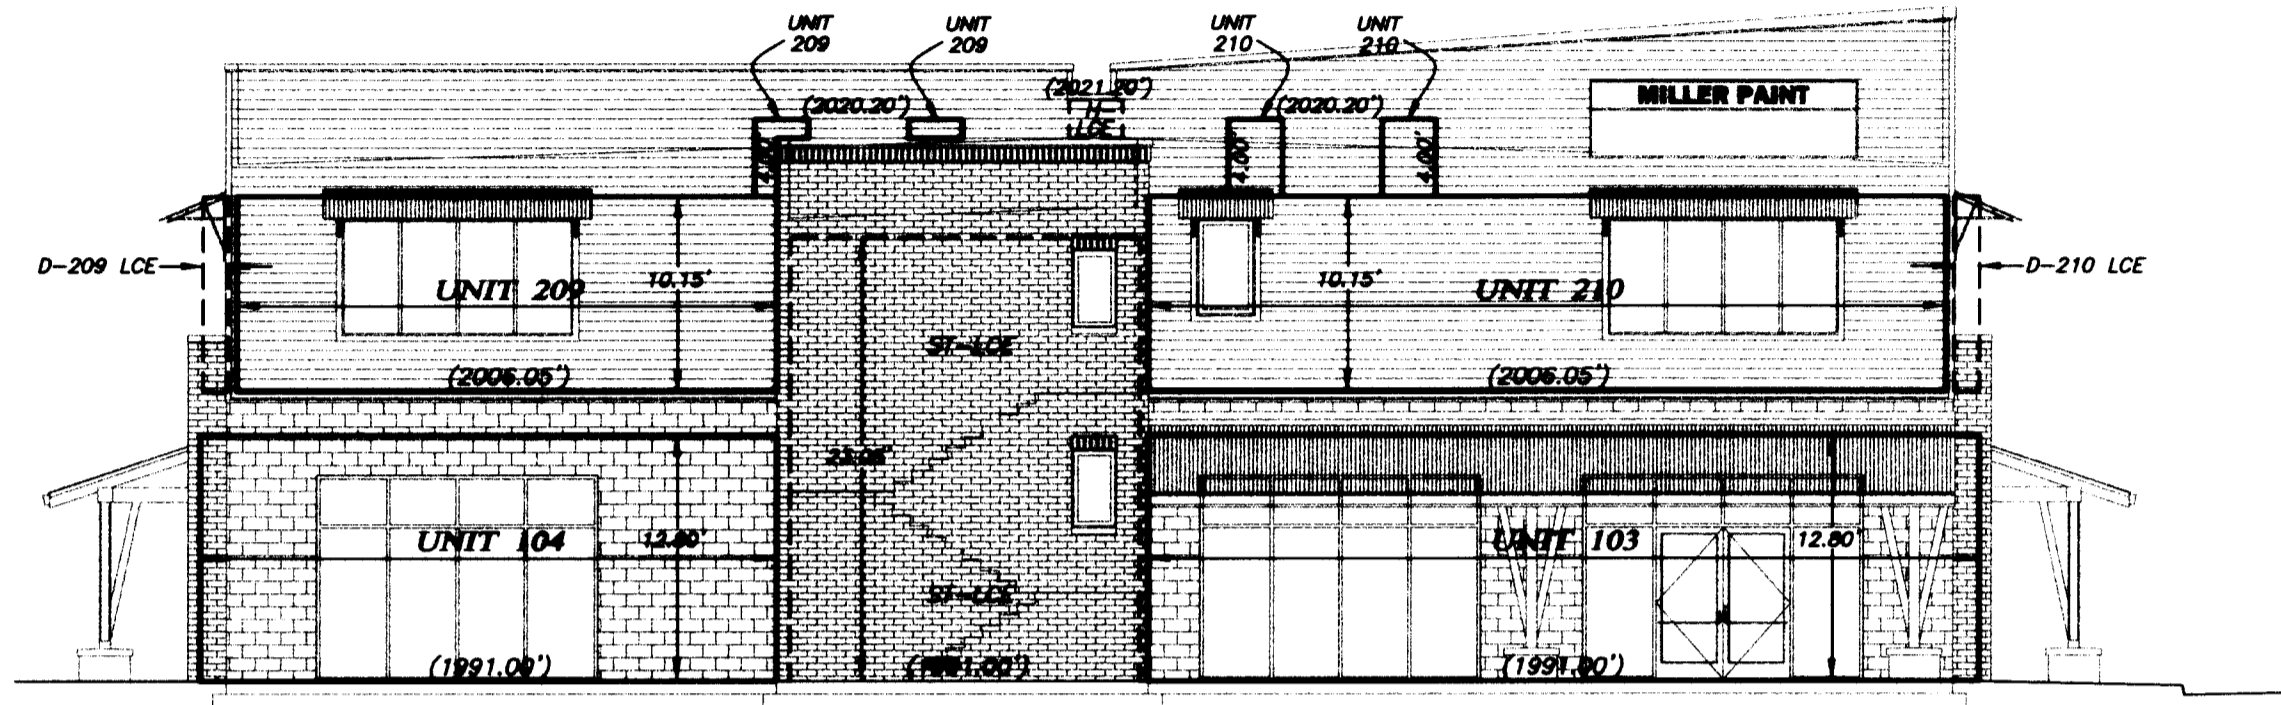 UNIT
209
UNIT
209
UNIT
210
UNIT
210
(2020.20')
(2021.20')
(2020.20')
MILLER PAINT
H
LCE
4.00'
4.00'
4.00'
D-209 LCE
UNIT 209
10.15'
10.15'
UNIT 210
D-210 LCE
ST-LCE
(2006.05')
(2006.05')
23.05'
UNIT 104
12.80'
UNIT 103
12.80'
ST-LCE
(1991.00')
(1991.00')
(1991.00')